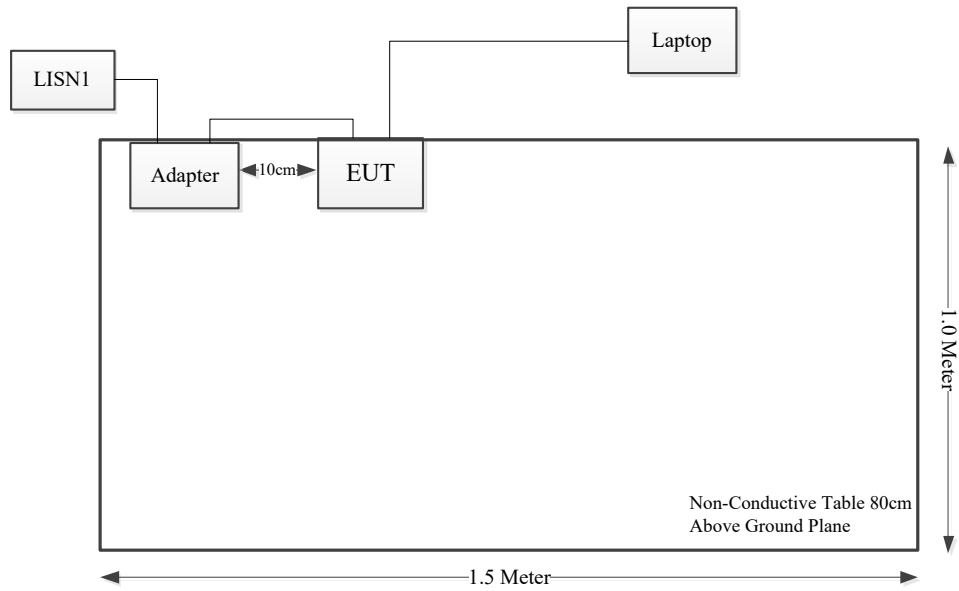 Laptop
LISN1
Adapter
10cm
EUT
1.0 Meter
Non-Conductive Table 80cm
Above Ground Plane
1.5 Meter